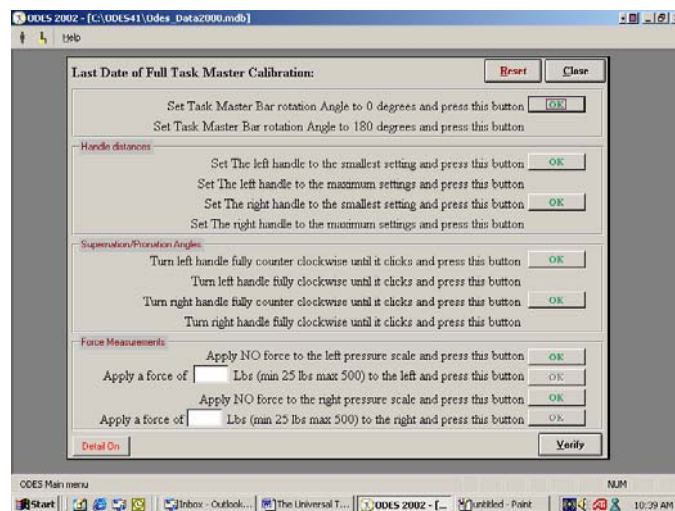 ODES 2002 - [C:\ODES41\Odes_Data2000.mdb]
Help
Last Date of Full Task Master Calibration:
Reset
Close
Set Task Master Bar rotation Angle to 0 degrees and press this button OK
Set Task Master Bar rotation Angle to 180 degrees and press this button
Handle distances
Set The left handle to the smallest setting and press this button OK
Set The left handle to the maximum settings and press this button
Set The right handle to the smallest setting and press this button OK
Set The right handle to the maximum settings and press this button
Supernation/Pronation Angles
Turn left handle fully counter clockwise until it clicks and press this button OK
Turn left handle fully clockwise until it clicks and press this button
Turn right handle fully counter clockwise until it clicks and press this button OK
Turn right handle fully clockwise until it clicks and press this button
Force Measurements
Apply NO force to the left pressure scale and press this button OK
Apply a force of Lbs (min 25 lbs max 500) to the left and press this button OK
Apply NO force to the right pressure scale and press this button OK
Apply a force of Lbs (min 25 lbs max 500) to the right and press this button OK
Detail On
Verify
ODES Main menu
NUM
Start
Inbox - Outlook...
The Universal T...
ODES 2002 - [...
untitled - Paint
10:39 AM